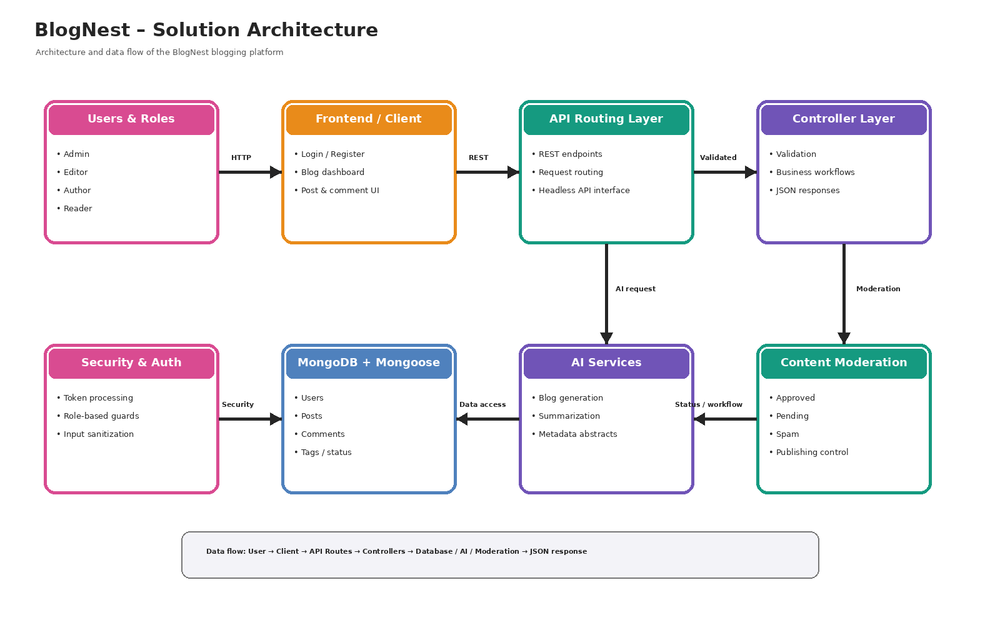 BlogNest – Solution Architecture
Architecture and data flow of the BlogNest blogging platform
Users & Roles
• Admin
• Editor
• Author
• Reader
HTTP
Frontend / Client
• Login / Register
• Blog dashboard
• Post & comment UI
REST
API Routing Layer
• REST endpoints
• Request routing
• Headless API interface
Validated
Controller Layer
• Validation
• Business workflows
• JSON responses
AI request
Moderation
Security & Auth
• Token processing
• Role-based guards
• Input sanitization
Security
MongoDB + Mongoose
• Users
• Posts
• Comments
• Tags / status
Data access
AI Services
• Blog generation
• Summarization
• Metadata abstracts
Status / workflow
Content Moderation
• Approved
• Pending
• Spam
• Publishing control
Data flow: User → Client → API Routes → Controllers → Database / AI / Moderation → JSON response